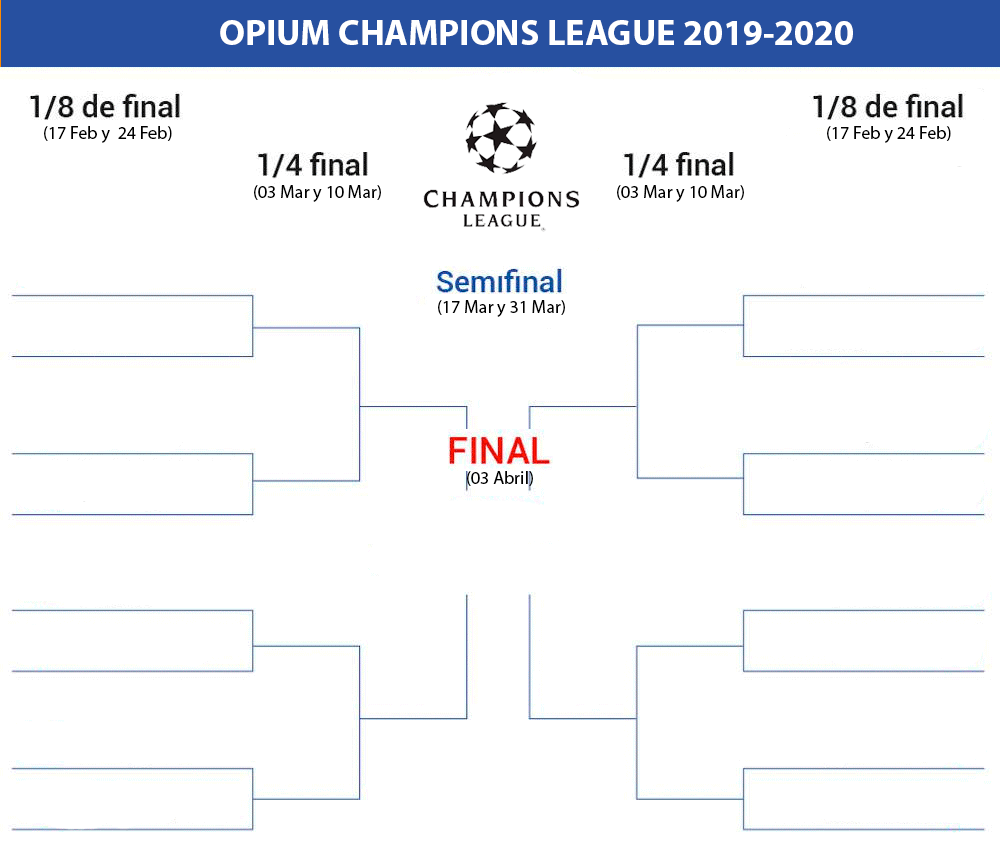 OPIUM CHAMPIONS LEAGUE 2019-2020
1/8 de final
(17 Feb y  24 Feb)
1/4 final
(03 Mar y 10 Mar)
CHAMPIONS
LEAGUE
1/4 final
(03 Mar y 10 Mar)
1/8 de final
(17 Feb y 24 Feb)
Semifinal
(17 Mar y 31 Mar)
FINAL
(03 Abril)